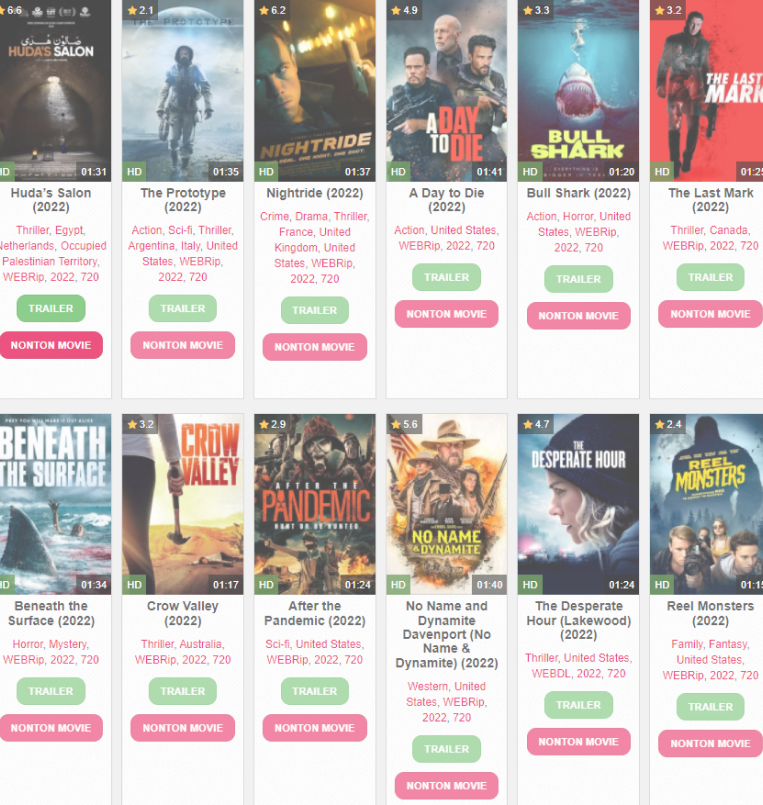 6.6
2.1
6.2
4.9
3.3
3.2
صالون هدى
HUDA'S SALON
THE PROTOTYPE
NIGHTRIDE
ONE DEAL. ONE NIGHT. ONE SHOT.
A DAY TO DIE
BULL SHARK
THE LAST MARK
HD 01:31
HD 01:35
HD 01:37
HD 01:41
HD 01:20
HD 01:25
Huda's Salon
(2022)
The Prototype
(2022)
Nightride (2022)
A Day to Die
(2022)
Bull Shark (2022)
The Last Mark
(2022)
Thriller, Egypt,
Netherlands, Occupied
Palestinian Territory,
WEBRip, 2022, 720
Action, Sci-fi, Thriller,
Argentina, Italy, United
States, WEBRip,
2022, 720
Crime, Drama, Thriller,
France, United
Kingdom, United
States, WEBRip,
2022, 720
Action, United States,
WEBRip, 2022, 720
Action, Horror, United
States, WEBRip,
2022, 720
Thriller, Canada,
WEBRip, 2022, 720
TRAILER
TRAILER
TRAILER
TRAILER
TRAILER
TRAILER
NONTON MOVIE
NONTON MOVIE
NONTON MOVIE
NONTON MOVIE
NONTON MOVIE
NONTON MOVIE
3.2
2.9
5.6
4.7
2.4
BENEATH
THE SURFACE
CROW
VALLEY
AFTER THE
PANDEMIC
HUNT OR BE HUNTED
NO NAME
& DYNAMITE
THE
DESPERATE HOUR
REEL
MONSTERS
HD 01:34
HD 01:17
HD 01:24
HD 01:40
HD 01:24
HD 01:15
Beneath the
Surface (2022)
Crow Valley
(2022)
After the
Pandemic (2022)
No Name and
Dynamite
Davenport (No
Name &
Dynamite) (2022)
The Desperate
Hour (Lakewood)
(2022)
Reel Monsters
(2022)
Horror, Mystery,
WEBRip, 2022, 720
Thriller, Australia,
WEBRip, 2022, 720
Sci-fi, United States,
WEBRip, 2022, 720
Western, United
States, WEBRip,
2022, 720
Thriller, United States,
WEBDL, 2022, 720
Family, Fantasy,
United States,
WEBRip, 2022, 720
TRAILER
TRAILER
TRAILER
TRAILER
TRAILER
TRAILER
NONTON MOVIE
NONTON MOVIE
NONTON MOVIE
NONTON MOVIE
NONTON MOVIE
NONTON MOVIE